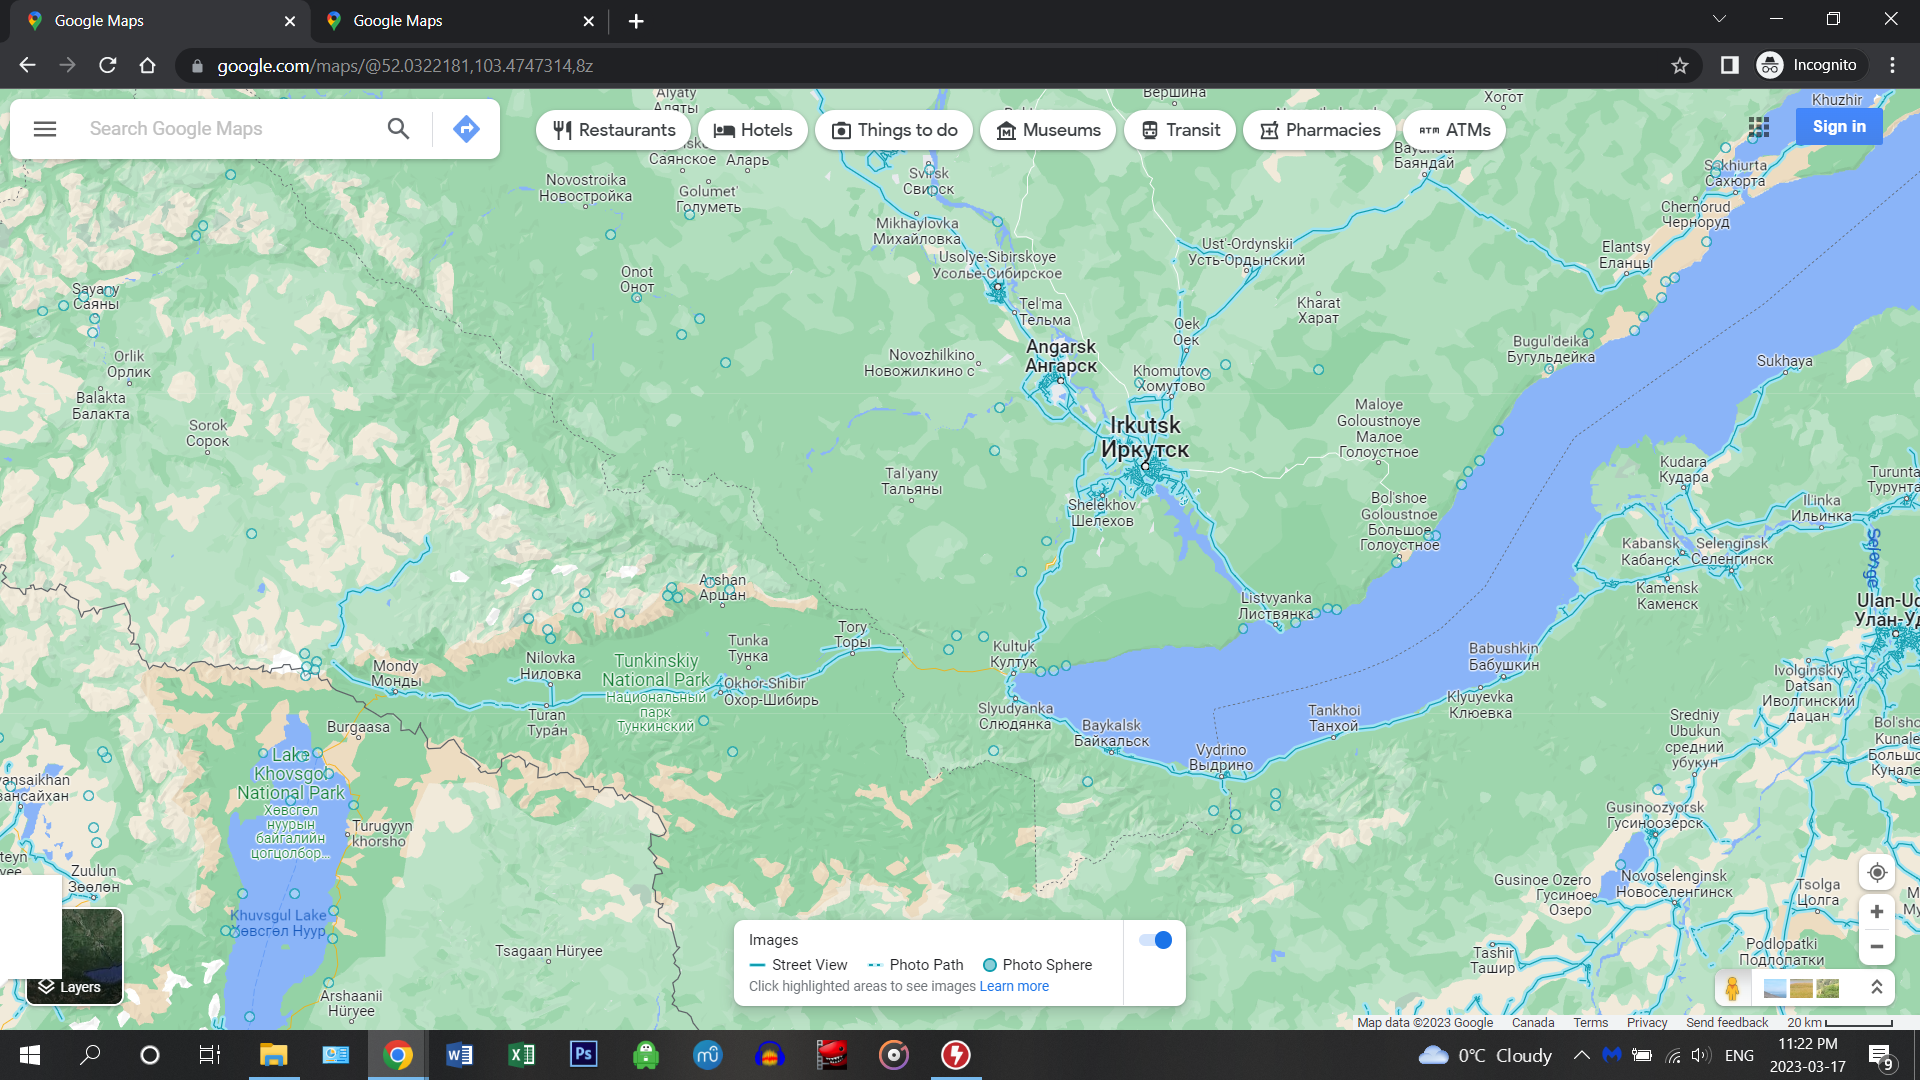 Google Maps
Google Maps
google.com/maps/@52.0322181,103.4747314,8z
Incognito
Search Google Maps
Restaurants
Hotels
Things to do
Museums
Transit
Pharmacies
ATMs
Sign in
Alyaty
Аляты
Вершина
Хогот
Khuzhir
Саянское
Аларь
Баяндай
Novostroika
Новостройка
Golumet'
Голуметь
Svirsk
Свирск
Sakhiurta
Сахюрта
Mikhaylovka
Михайловка
Chernorud
Черноруд
Ust'-Ordynskii
Усть-Ордынский
Elantsy
Еланцы
Usolye-Sibirskoye
Усолье-Сибирское
Onot
Онот
Sayany
Саяны
Tel'ma
Тельма
Kharat
Харат
Oek
Оек
Bugul'deika
Бугульдейка
Angarsk
Ангарск
Novozhilkino
Новожилкино с
Orlik
Орлик
Sukhaya
Khomutovo
Хомутово
Balakta
Балакта
Sorok
Сорок
Maloye
Goloustnoye
Малое
Голоустное
Irkutsk
Иркутск
Kudara
Кудара
Turunta
Турунта
Tal'yany
Тальяны
Shelekhov
Шелехов
Bol'shoe
Goloustnoe
Большое
Голоустное
Il'inka
Ильинка
Kabansk
Кабанск
Selenginsk
Селенгинск
Selenge
Arshan
Аршан
Kamensk
Каменск
Listvyanka
Листвянка
Ulan-Ud
Улан-Уд
Tory
Торы
Tunka
Тунка
Kultuk
Култук
Babushkin
Бабушкин
Nilovka
Ниловка
Tunkinskiy
National Park
Национальный
парк
Тункинский
Mondy
Монды
Okhor-Shibir'
Охор-Шибирь
Ivolginskiy
Datsan
Иволгинский
дацан
Klyuyevka
Клюевка
Slyudyanka
Слюдянка
Turan
Туран
Burgaasa
Tankhoi
Танхой
Baykalsk
Байкальск
Sredniy
Ubukun
средний
убукун
Vydrino
Выдрино
Lake
Khovsgol
National Park
Хөвсгөл
нуурын
байгалийн
цогцолбор...
Turugyyn
khorsho
Gusinoozyorsk
Гусиноозерск
Zuulun
Зөөлөн
Gusinoe Ozero
Гусиное
Озеро
Novoselenginsk
Новоселенгинск
Tsolga
Цолга
Khuvsgul Lake
Хөвсгөл Нуур
Tsagaan Hüryee
Tashir
Ташир
Podlopatki
Подлопатки
Arshaanii
Hüryee
Layers
Images
Street View
Photo Path
Photo Sphere
Click highlighted areas to see images Learn more
Map data ©2023 Google
Canada
Terms
Privacy
Send feedback
20 km
0°C Cloudy
ENG
11:22 PM
2023-03-17
9